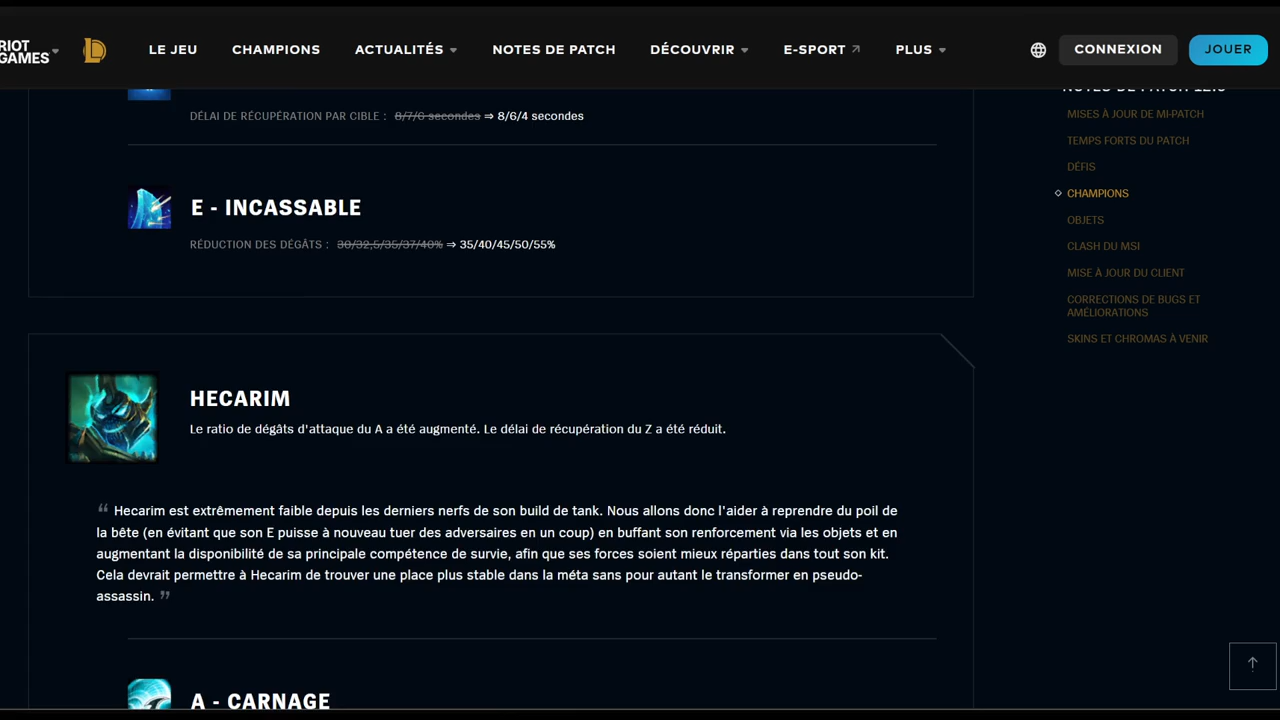 RIOT
GAMES
LE JEU
CHAMPIONS
ACTUALITÉS
NOTES DE PATCH
DÉCOUVRIR
E-SPORT
PLUS
CONNEXION
JOUER
DÉLAI DE RÉCUPÉRATION PAR CIBLE : 8/7/6 secondes ⇒ 8/6/4 secondes
E - INCASSABLE
RÉDUCTION DES DÉGÂTS : 30/32,5/35/37/40% ⇒ 35/40/45/50/55%
HECARIM
Le ratio de dégâts d'attaque du A a été augmenté. Le délai de récupération du Z a été réduit.
“ Hecarim est extrêmement faible depuis les derniers nerfs de son build de tank. Nous allons donc l'aider à reprendre du poil de
la bête (en évitant que son E puisse à nouveau tuer des adversaires en un coup) en buffant son renforcement via les objets et en
augmentant la disponibilité de sa principale compétence de survie, afin que ses forces soient mieux réparties dans tout son kit.
Cela devrait permettre à Hecarim de trouver une place plus stable dans la méta sans pour autant le transformer en pseudo-
assassin. ”
A - CARNAGE
NOTES DE PATCH
MISES À JOUR DE MI-PATCH
TEMPS FORTS DU PATCH
DÉFIS
CHAMPIONS
OBJETS
CLASH DU MSI
MISE À JOUR DU CLIENT
CORRECTIONS DE BUGS ET
AMÉLIORATIONS
SKINS ET CHROMAS À VENIR